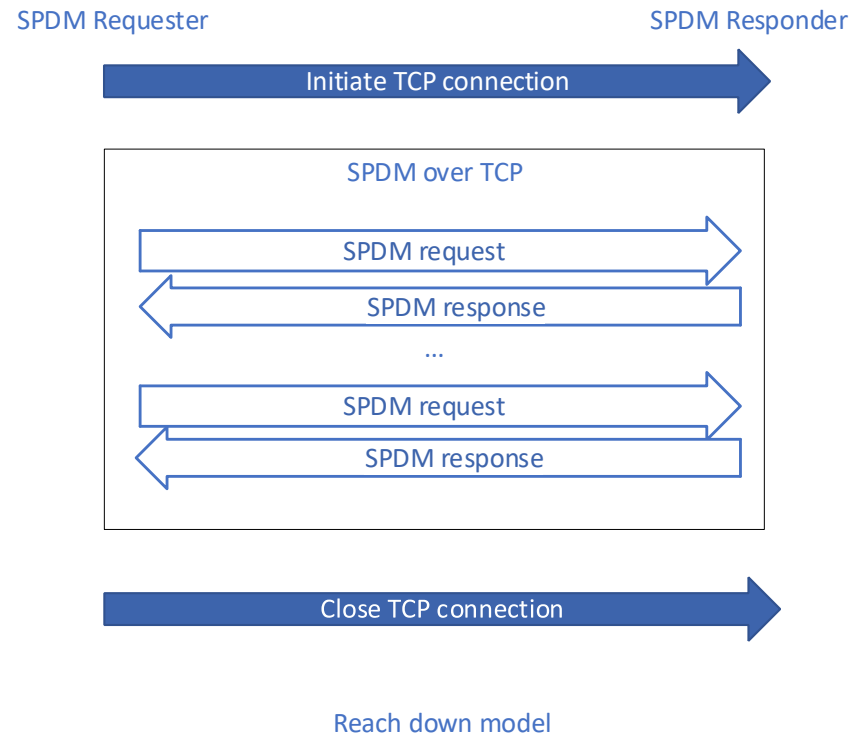 SPDM Requester
SPDM Responder
Initiate TCP connection
SPDM over TCP
SPDM request
SPDM response
...
SPDM request
SPDM response
Close TCP connection
Reach down model